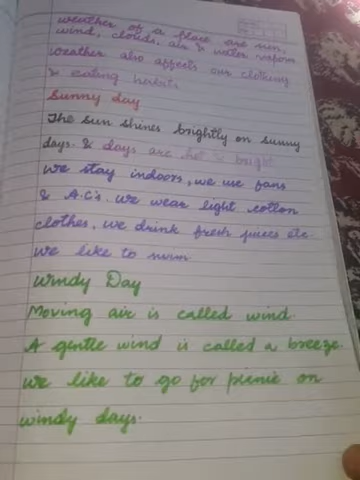 weather of a place are sun,
wind, clouds, air & water vapour
weather also affects our clothing
& eating habits
Sunny day
The sun shines brightly on sunny
days. & days are hot & bright
we stay indoors, we use fans
& A.C's. we wear light cotton
clothes, we drink fresh juices etc.
we like to swim
Windy Day
Moving air is called wind.
A gentle wind is called a breeze.
we like to go for picnic on
windy days.